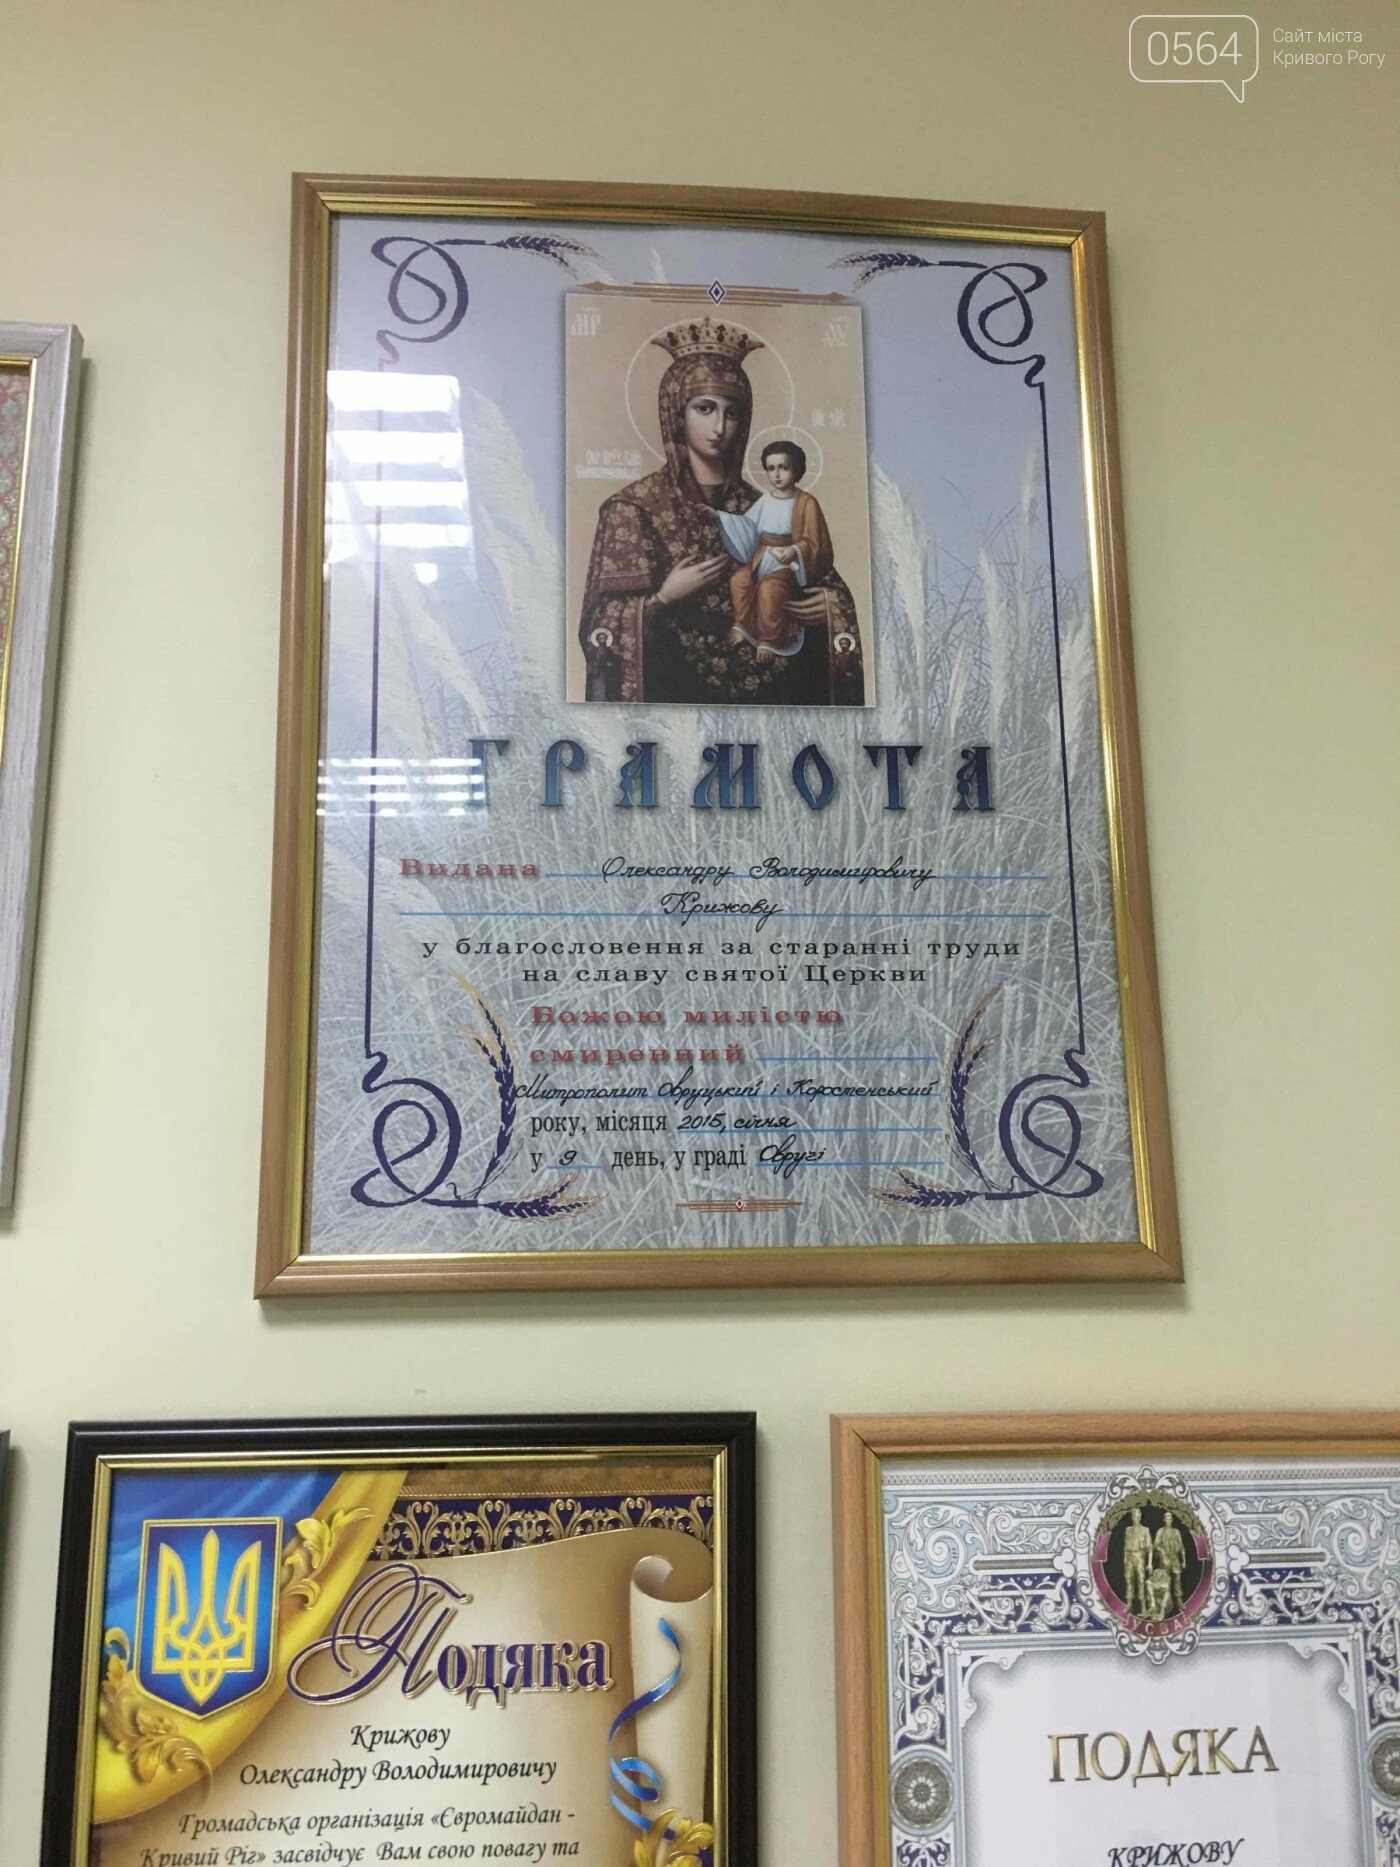 0564
Сайт міста
Кривого Рогу
МР
ГРАМОТА
Видана Олександру Володимировичу
Крижову
у благословення за старанні труди
на славу святої Церкви
Божою милістю
смиренний
Митрополит Овруцький і Коростенський
року, місяця 2015, січня
у 9 день, у граді Овручі
Подяка
Крижову
Олександру Володимировичу
Громадська організація «Євромайдан -
Кривий Ріг» засвідчує Вам свою повагу та
УСВА
ПОДЯКА
КРИЖОВУ